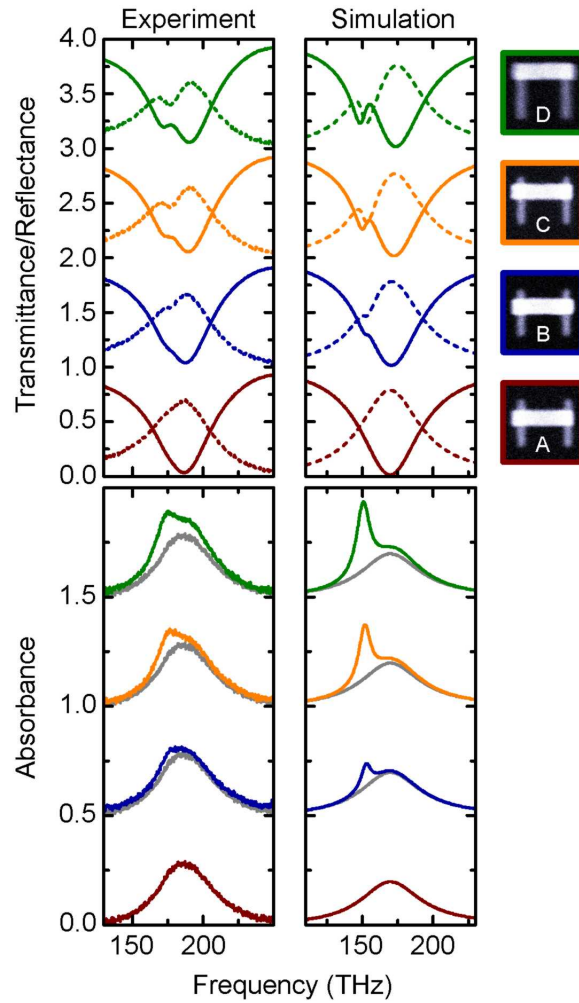 Experiment Simulation
Transmittance/Reflectance
4.0
3.5
3.0
2.5
2.0
1.5
1.0
0.5
0.0
D
C
B
A
Absorbance
1.5
1.0
0.5
0.0
150 200 150 200
Frequency (THz)